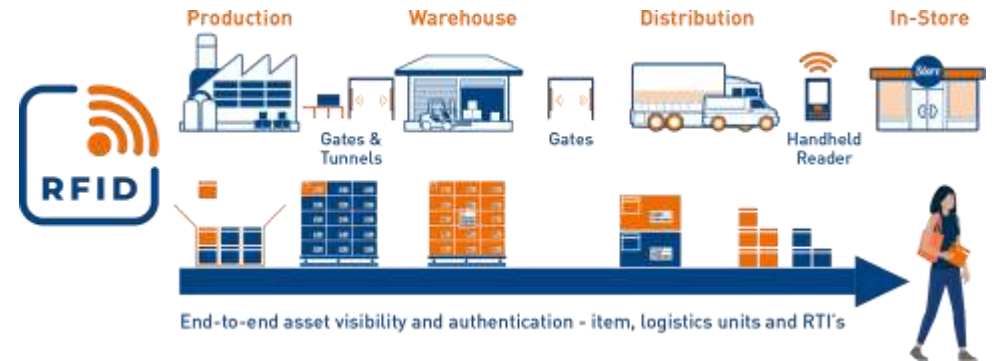 Production
Warehouse
Distribution
In-Store
Store
RFID
Gates &
Tunnels
Gates
Handheld
Reader
End-to-end asset visibility and authentication - item, logistics units and RTI's